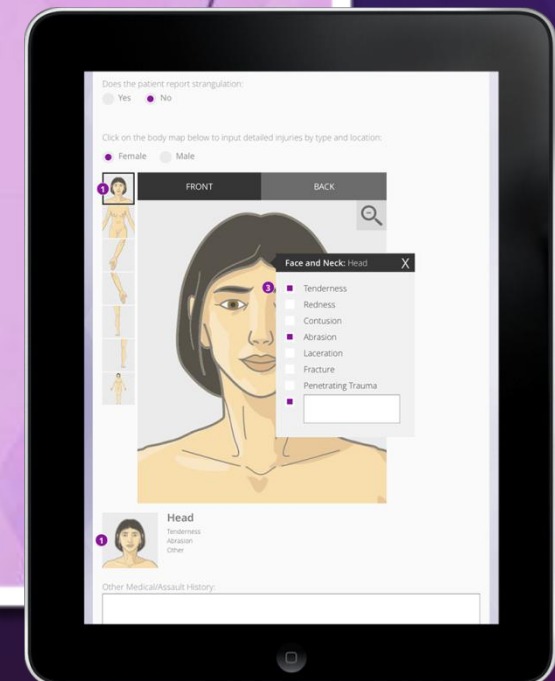 Does the patient report strangulation:
Yes No
Click on the body map below to input detailed injuries by type and location:
Female Male
1
FRONT BACK
Face and Neck: Head X
3 Tenderness
Redness
Contusion
Abrasion
Laceration
Fracture
Penetrating Trauma
1
Head
Tenderness
Abrasion
Other
Other Medical/Assault History: